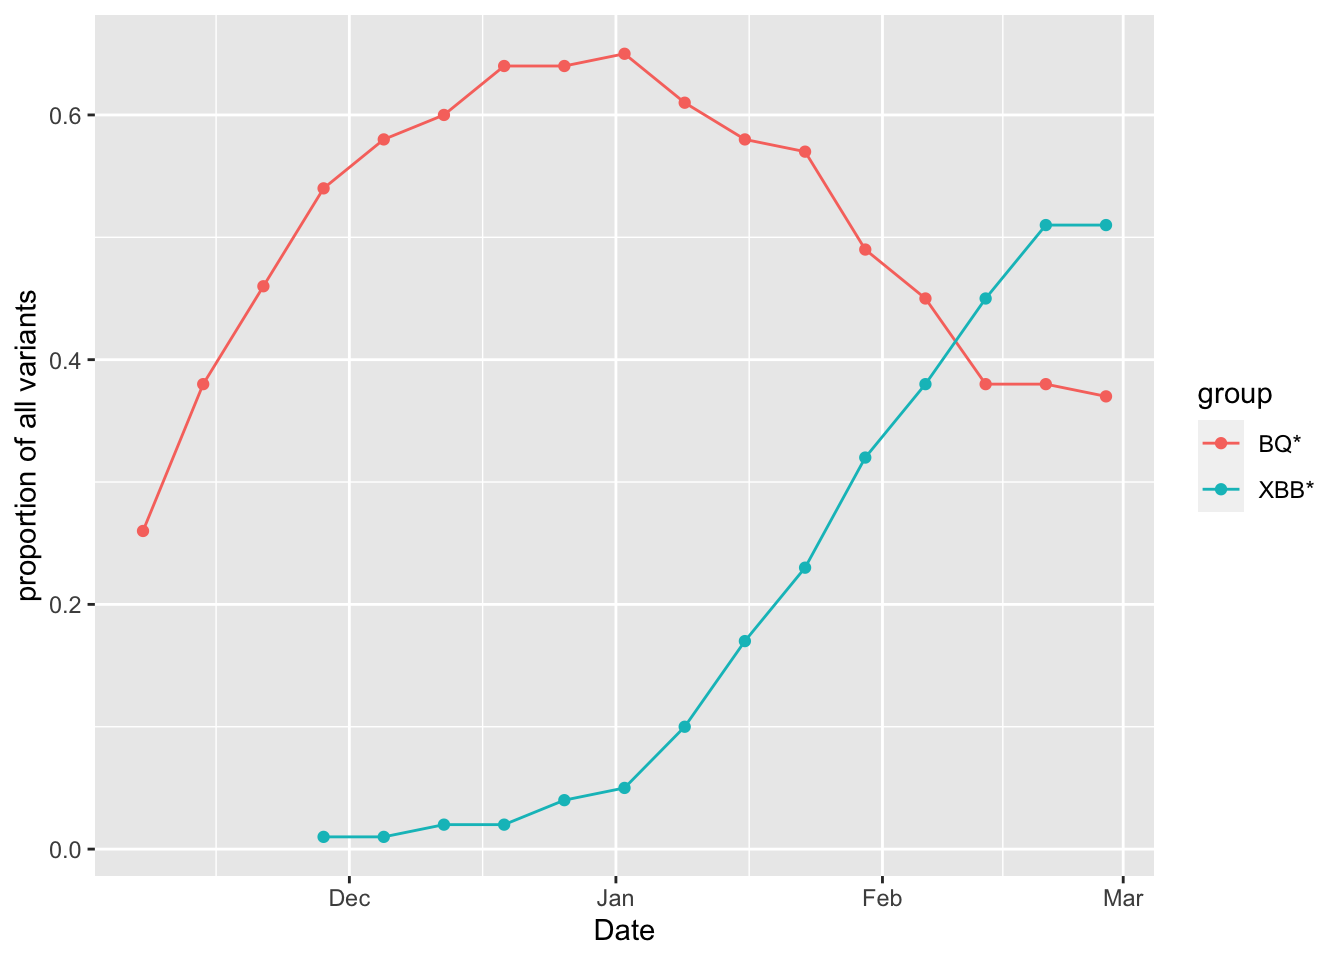 proportion of all variants
0.6
0.4
0.2
0.0
Dec
Jan
Feb
Mar
Date
group
BQ*
XBB*